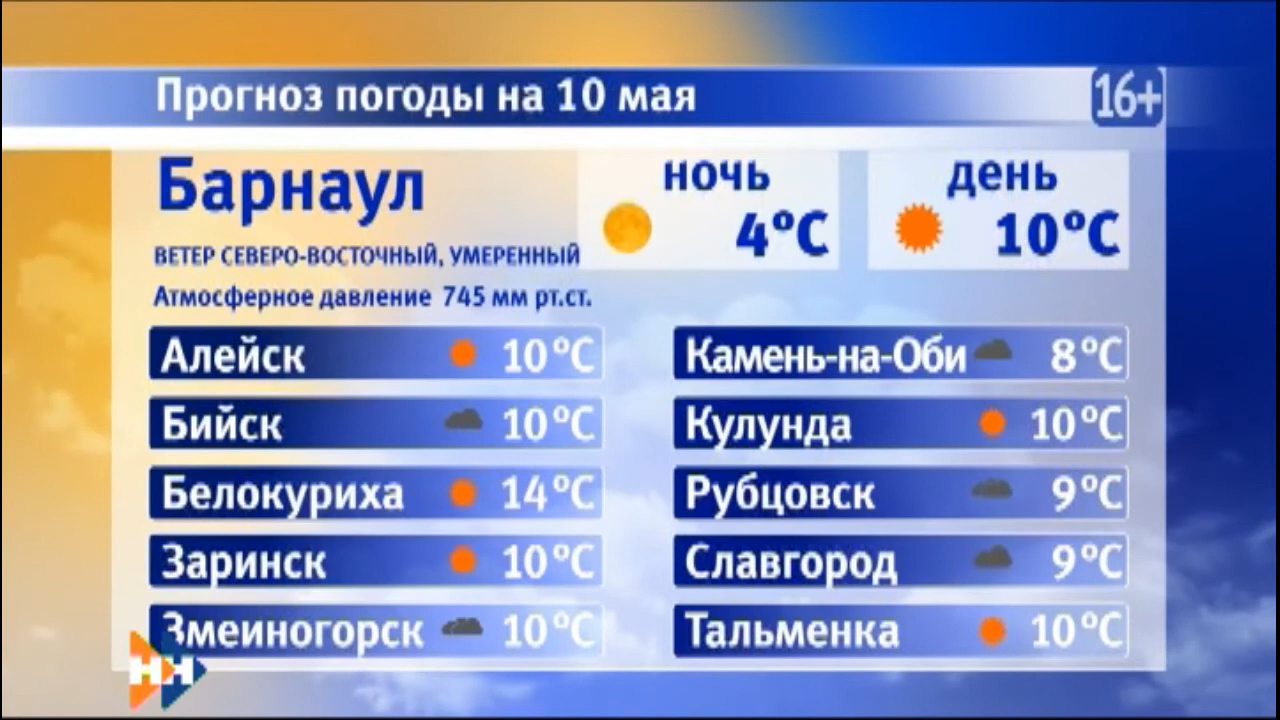 Прогноз погоды на 10 мая
16+
Барнаул
ночь
4°C
день
10°C
ВЕТЕР СЕВЕРО-ВОСТОЧНЫЙ, УМЕРЕННЫЙ
Атмосферное давление 745 мм рт.ст.
Алейск 10°C
Бийск 10°C
Белокуриха 14°C
Заринск 10°C
Змеиногорск 10°C
Камень-на-Оби 8°C
Кулунда 10°C
Рубцовск 9°C
Славгород 9°C
Тальменка 10°C
НН